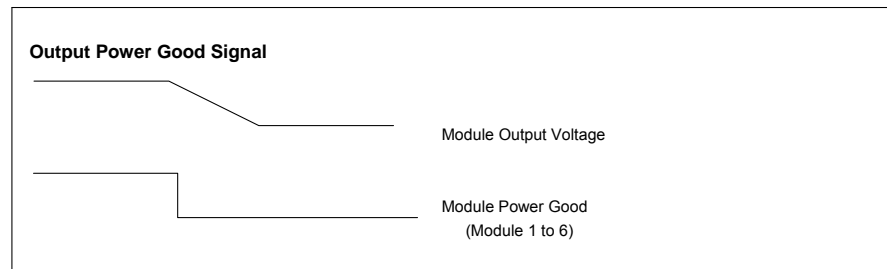 Output Power Good Signal
Module Output Voltage
Module Power Good
(Module 1 to 6)